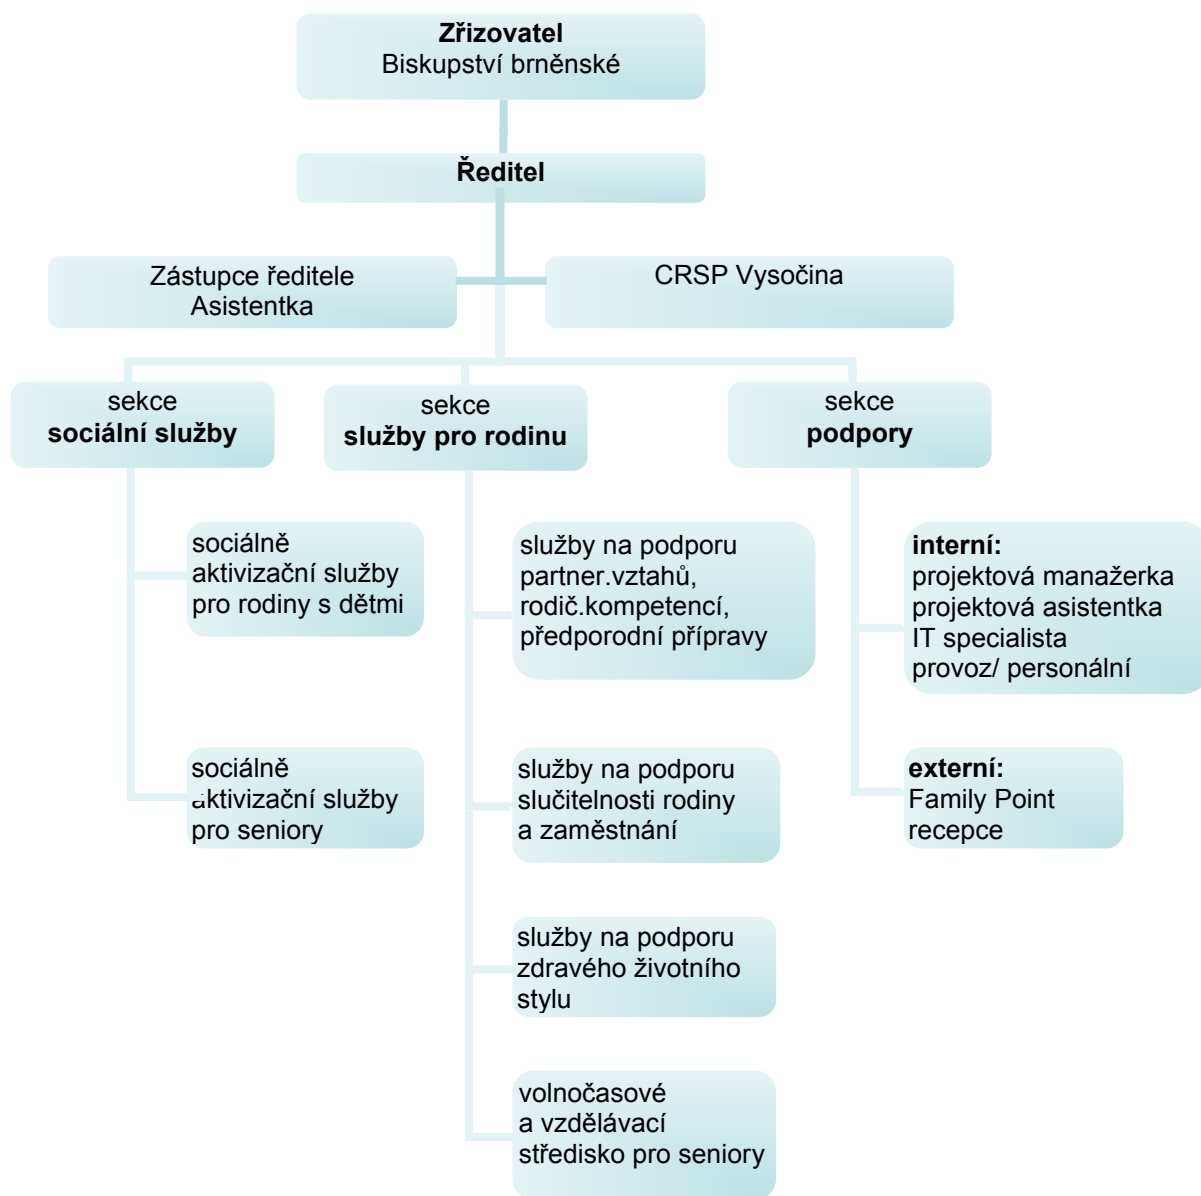 Zřizovatel
Biskupství brněnské
Ředitel
Zástupce ředitele
Asistentka
CRSP Vysočina
sekce
sociální služby
sekce
služby pro rodinu
sekce
podpory
sociálně
aktivizační služby
pro rodiny s dětmi
sociálně
aktivizační služby
pro seniory
služby na podporu
partner.vztahů,
rodič.kompetencí,
předporodní přípravy
služby na podporu
slučitelnosti rodiny
a zaměstnání
služby na podporu
zdravého životního
stylu
volnočasové
a vzdělávací
středisko pro seniory
interní:
projektová manažerka
projektová asistentka
IT specialista
provoz/ personální
externí:
Family Point
recepce